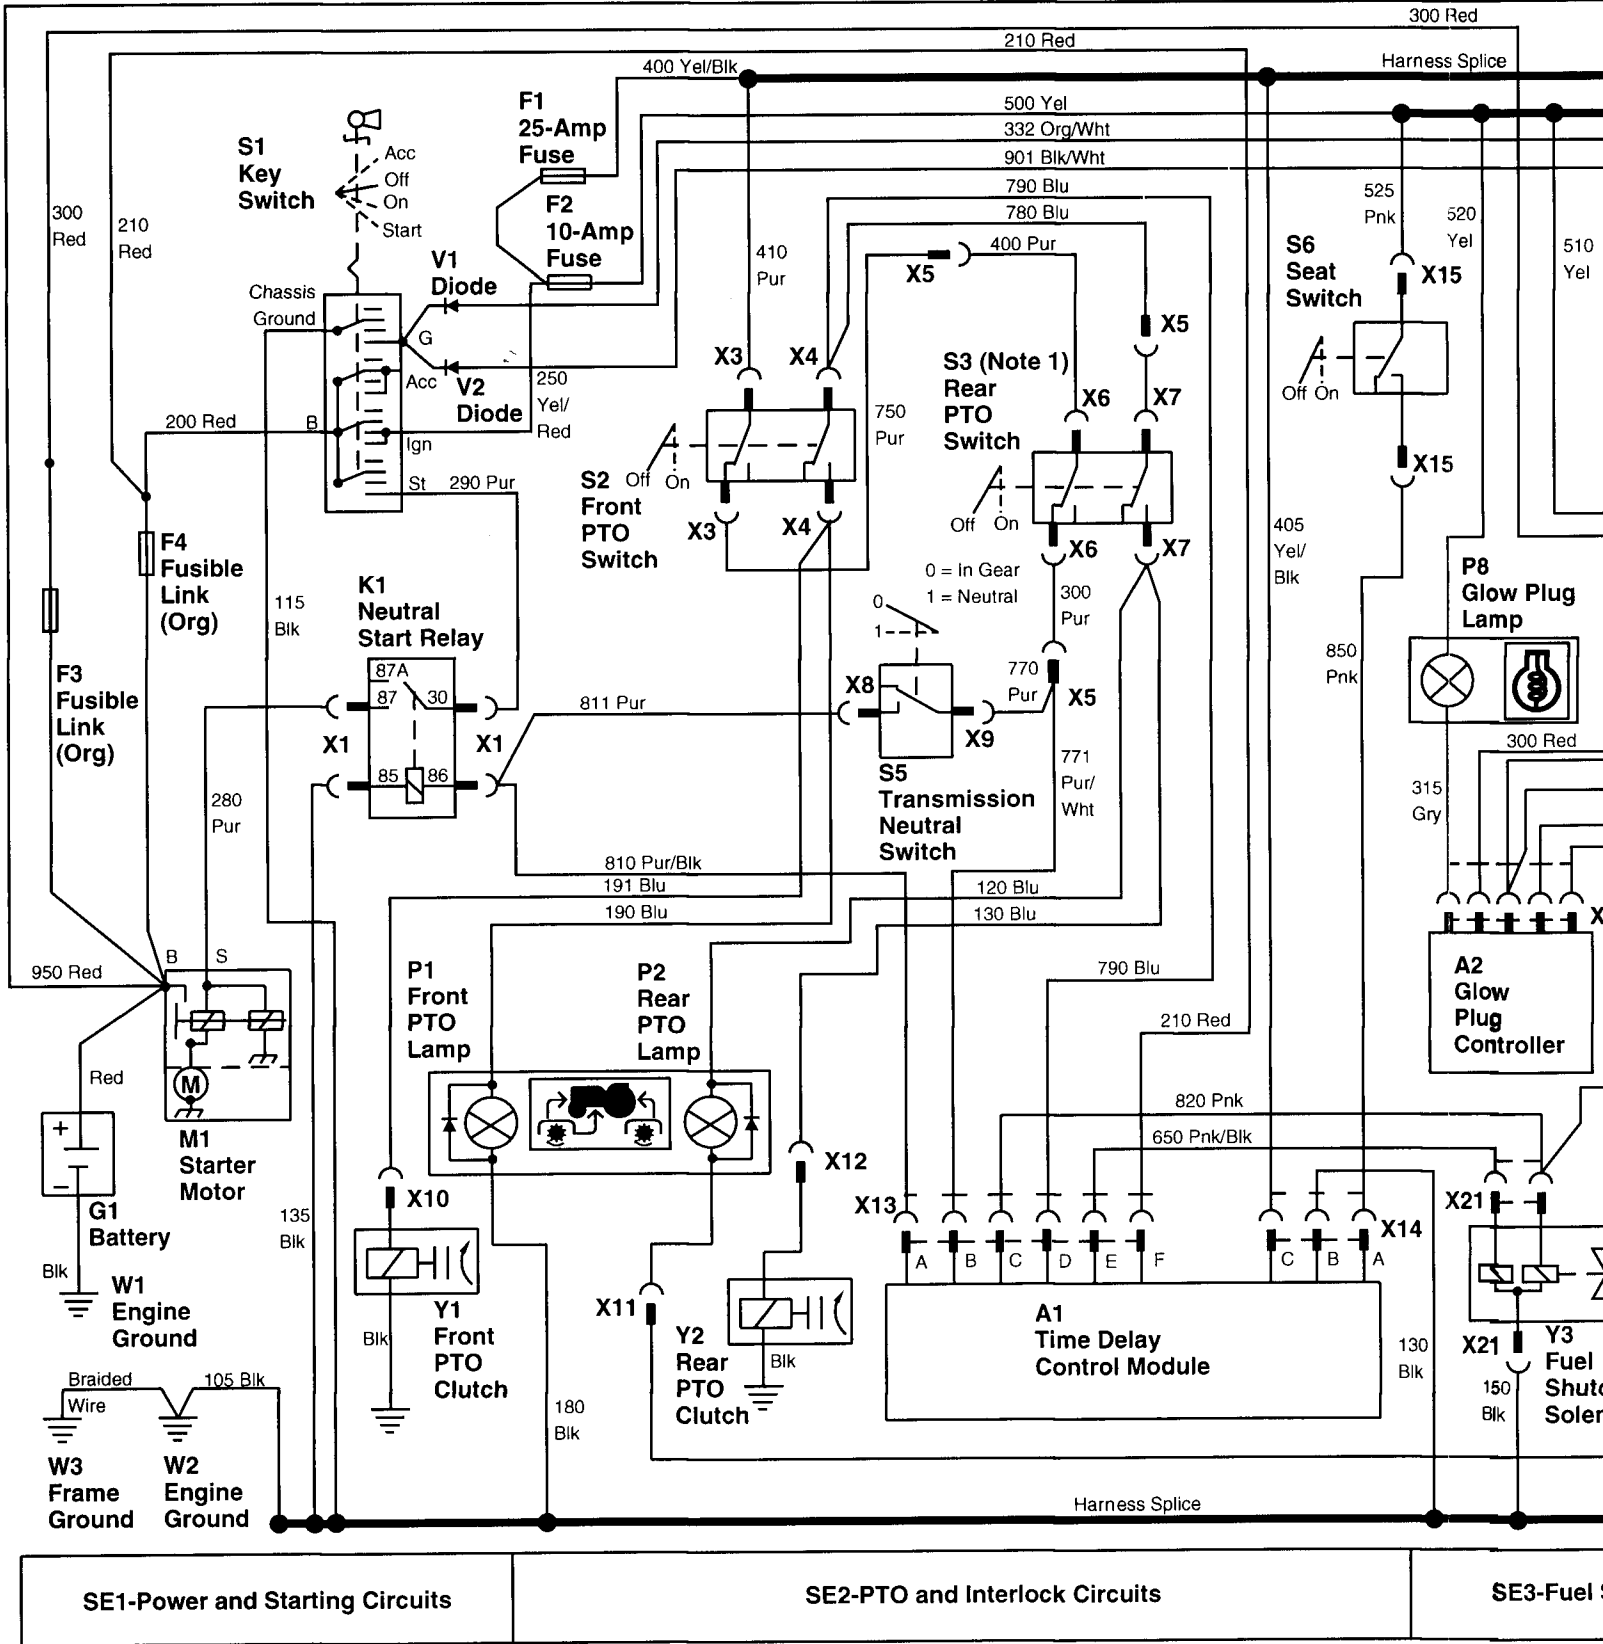 300 Red
210 Red
400 Yel/Blk
Harness Splice
500 Yel
332 Org/Wht
901 Blk/Wht
790 Blu
780 Blu
400 Pur
F1
25-Amp
Fuse
F2
10-Amp
Fuse
S1
Key
Switch
Acc
Off
On
Start
300
Red
210
Red
V1
Diode
Chassis
Ground
G
Acc
V2
Diode
250
Yel/
Red
200 Red
B
Ign
St
290 Pur
410
Pur
X5
X3
X4
750
Pur
S3 (Note 1)
Rear
PTO
Switch
X5
X6
X7
525
Pnk
520
Yel
510
Yel
S6
Seat
Switch
X15
Off
On
X15
S2
Front
PTO
Switch
Off
On
X3
X4
Off
On
X6
X7
405
Yel/
Blk
F4
Fusible
Link
(Org)
F3
Fusible
Link
(Org)
115
Blk
K1
Neutral
Start Relay
87A
87
30
X1
X1
85
86
811 Pur
0 = In Gear
1 = Neutral
0
1
300
Pur
770
Pur
X5
X8
X9
S5
Transmission
Neutral
Switch
771
Pur/
Wht
850
Pnk
P8
Glow Plug
Lamp
300 Red
315
Gry
280
Pur
810 Pur/Blk
191 Blu
190 Blu
120 Blu
130 Blu
790 Blu
210 Red
950 Red
B
S
Red
M
M1
Starter
Motor
+
–
G1
Battery
Blk
W1
Engine
Ground
P1
Front
PTO
Lamp
P2
Rear
PTO
Lamp
X
A2
Glow
Plug
Controller
820 Pnk
650 Pnk/Blk
135
Blk
X10
X12
X13
A
B
C
D
E
F
C
B
A
X14
X21
Y1
Front
PTO
Clutch
Blk
X11
Y2
Rear
PTO
Clutch
Blk
A1
Time Delay
Control Module
130
Blk
X21
Y3
Fuel
150
Blk
Braided
Wire
105 Blk
W3
Frame
Ground
W2
Engine
Ground
180
Blk
Harness Splice
SE1-Power and Starting Circuits
SE2-PTO and Interlock Circuits
SE3-Fuel